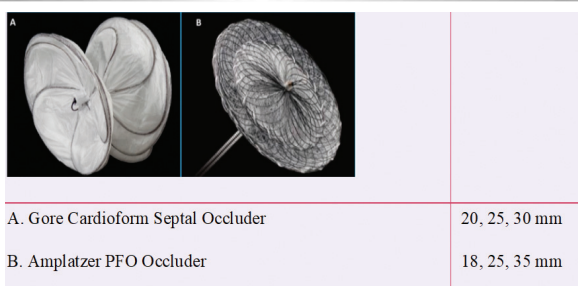 A B
A. Gore Cardioform Septal Occluder 20, 25, 30 mm
B. Amplatzer PFO Occluder 18, 25, 35 mm